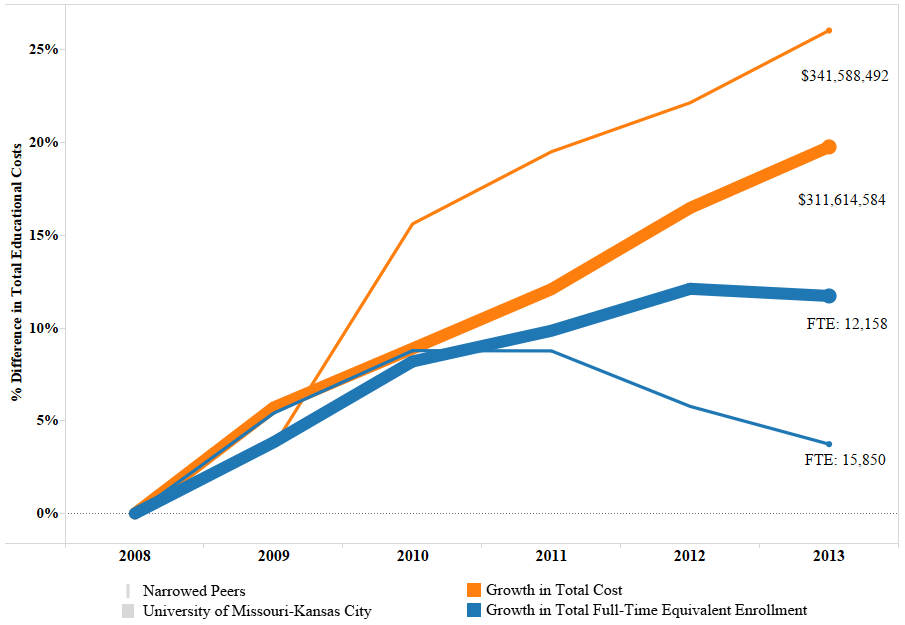 % Difference in Total Educational Costs
25%
20%
15%
10%
5%
0%
$341,588,492
$311,614,584
FTE: 12,158
FTE: 15,850
2008 2009 2010 2011 2012 2013
Narrowed Peers
University of Missouri-Kansas City
Growth in Total Cost
Growth in Total Full-Time Equivalent Enrollment